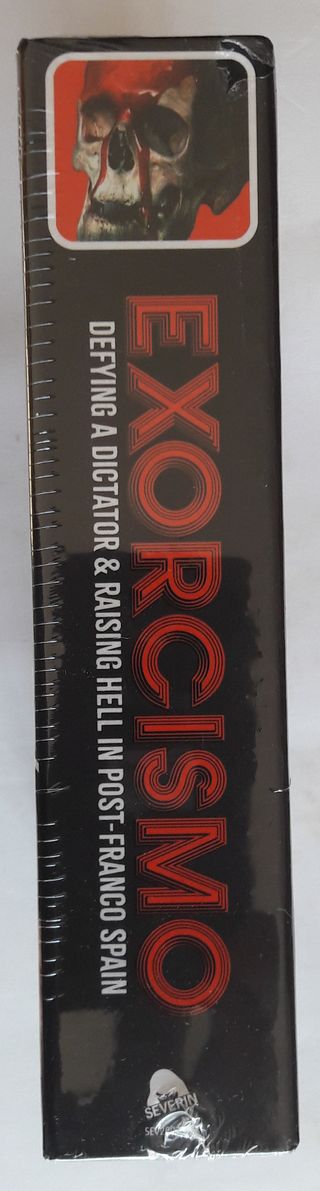 EXORCISMO
DEFYING A DICTATOR & RAISING HELL IN POST-FRANCO SPAIN
SEVERIN